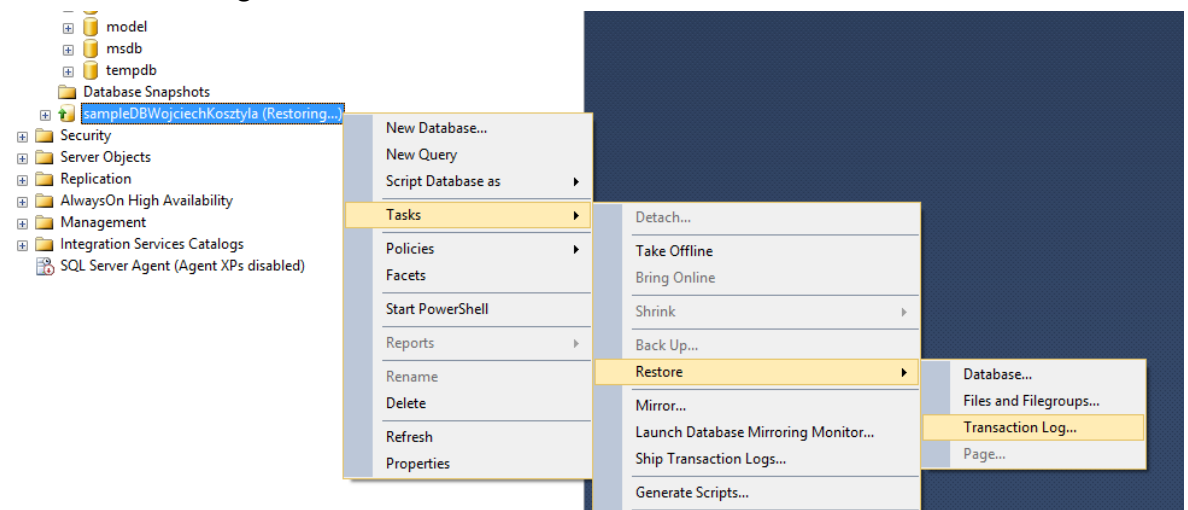 model
msdb
tempdb
Database Snapshots
sampleDBWojciechKosztyla (Restoring...)
Security
Server Objects
Replication
AlwaysOn High Availability
Management
Integration Services Catalogs
SQL Server Agent (Agent XPs disabled)
New Database...
New Query
Script Database as
Tasks
Policies
Facets
Start PowerShell
Reports
Rename
Delete
Refresh
Properties
Detach...
Take Offline
Bring Online
Shrink
Back Up...
Restore
Mirror...
Launch Database Mirroring Monitor...
Ship Transaction Logs...
Generate Scripts...
Database...
Files and Filegroups...
Transaction Log...
Page...